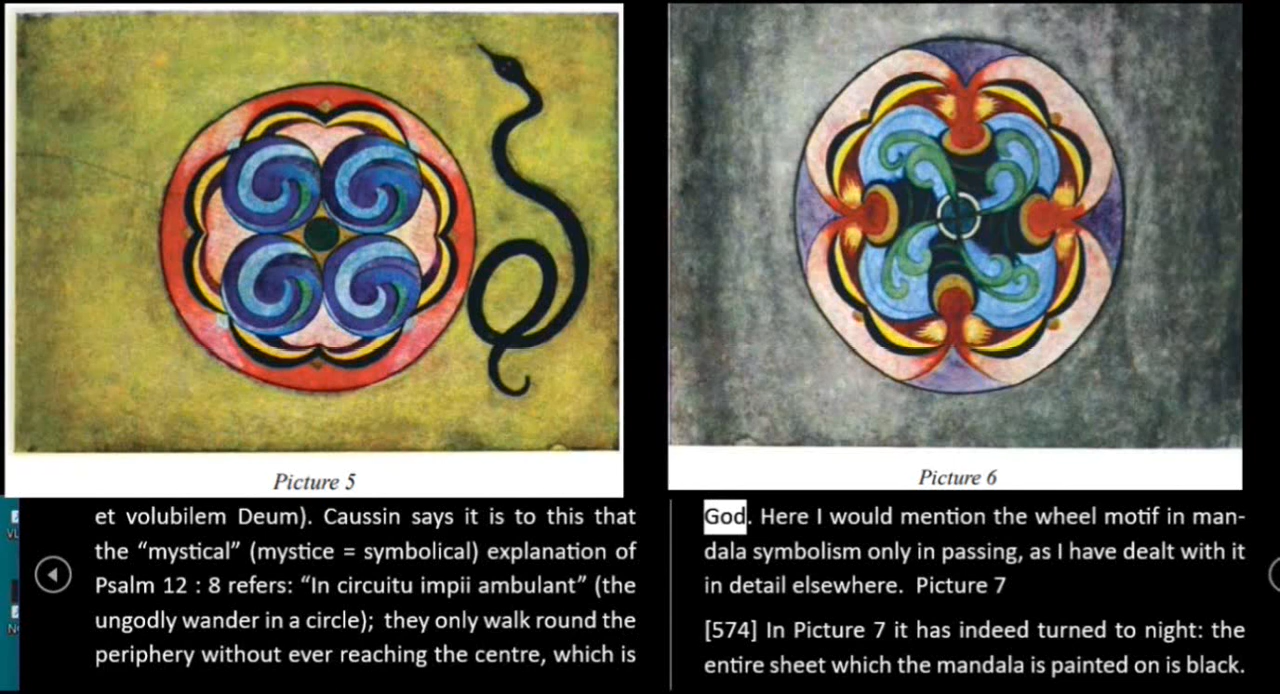 Picture 5
et volubilem Deum). Caussin says it is to this that
the “mystical” (mystice = symbolical) explanation of
Psalm 12 : 8 refers: “In circuitu impii ambulant” (the
ungodly wander in a circle);  they only walk round the
periphery without ever reaching the centre, which is
Picture 6
God. Here I would mention the wheel motif in man-
dala symbolism only in passing, as I have dealt with it
in detail elsewhere.  Picture 7
[574] In Picture 7 it has indeed turned to night: the
entire sheet which the mandala is painted on is black.